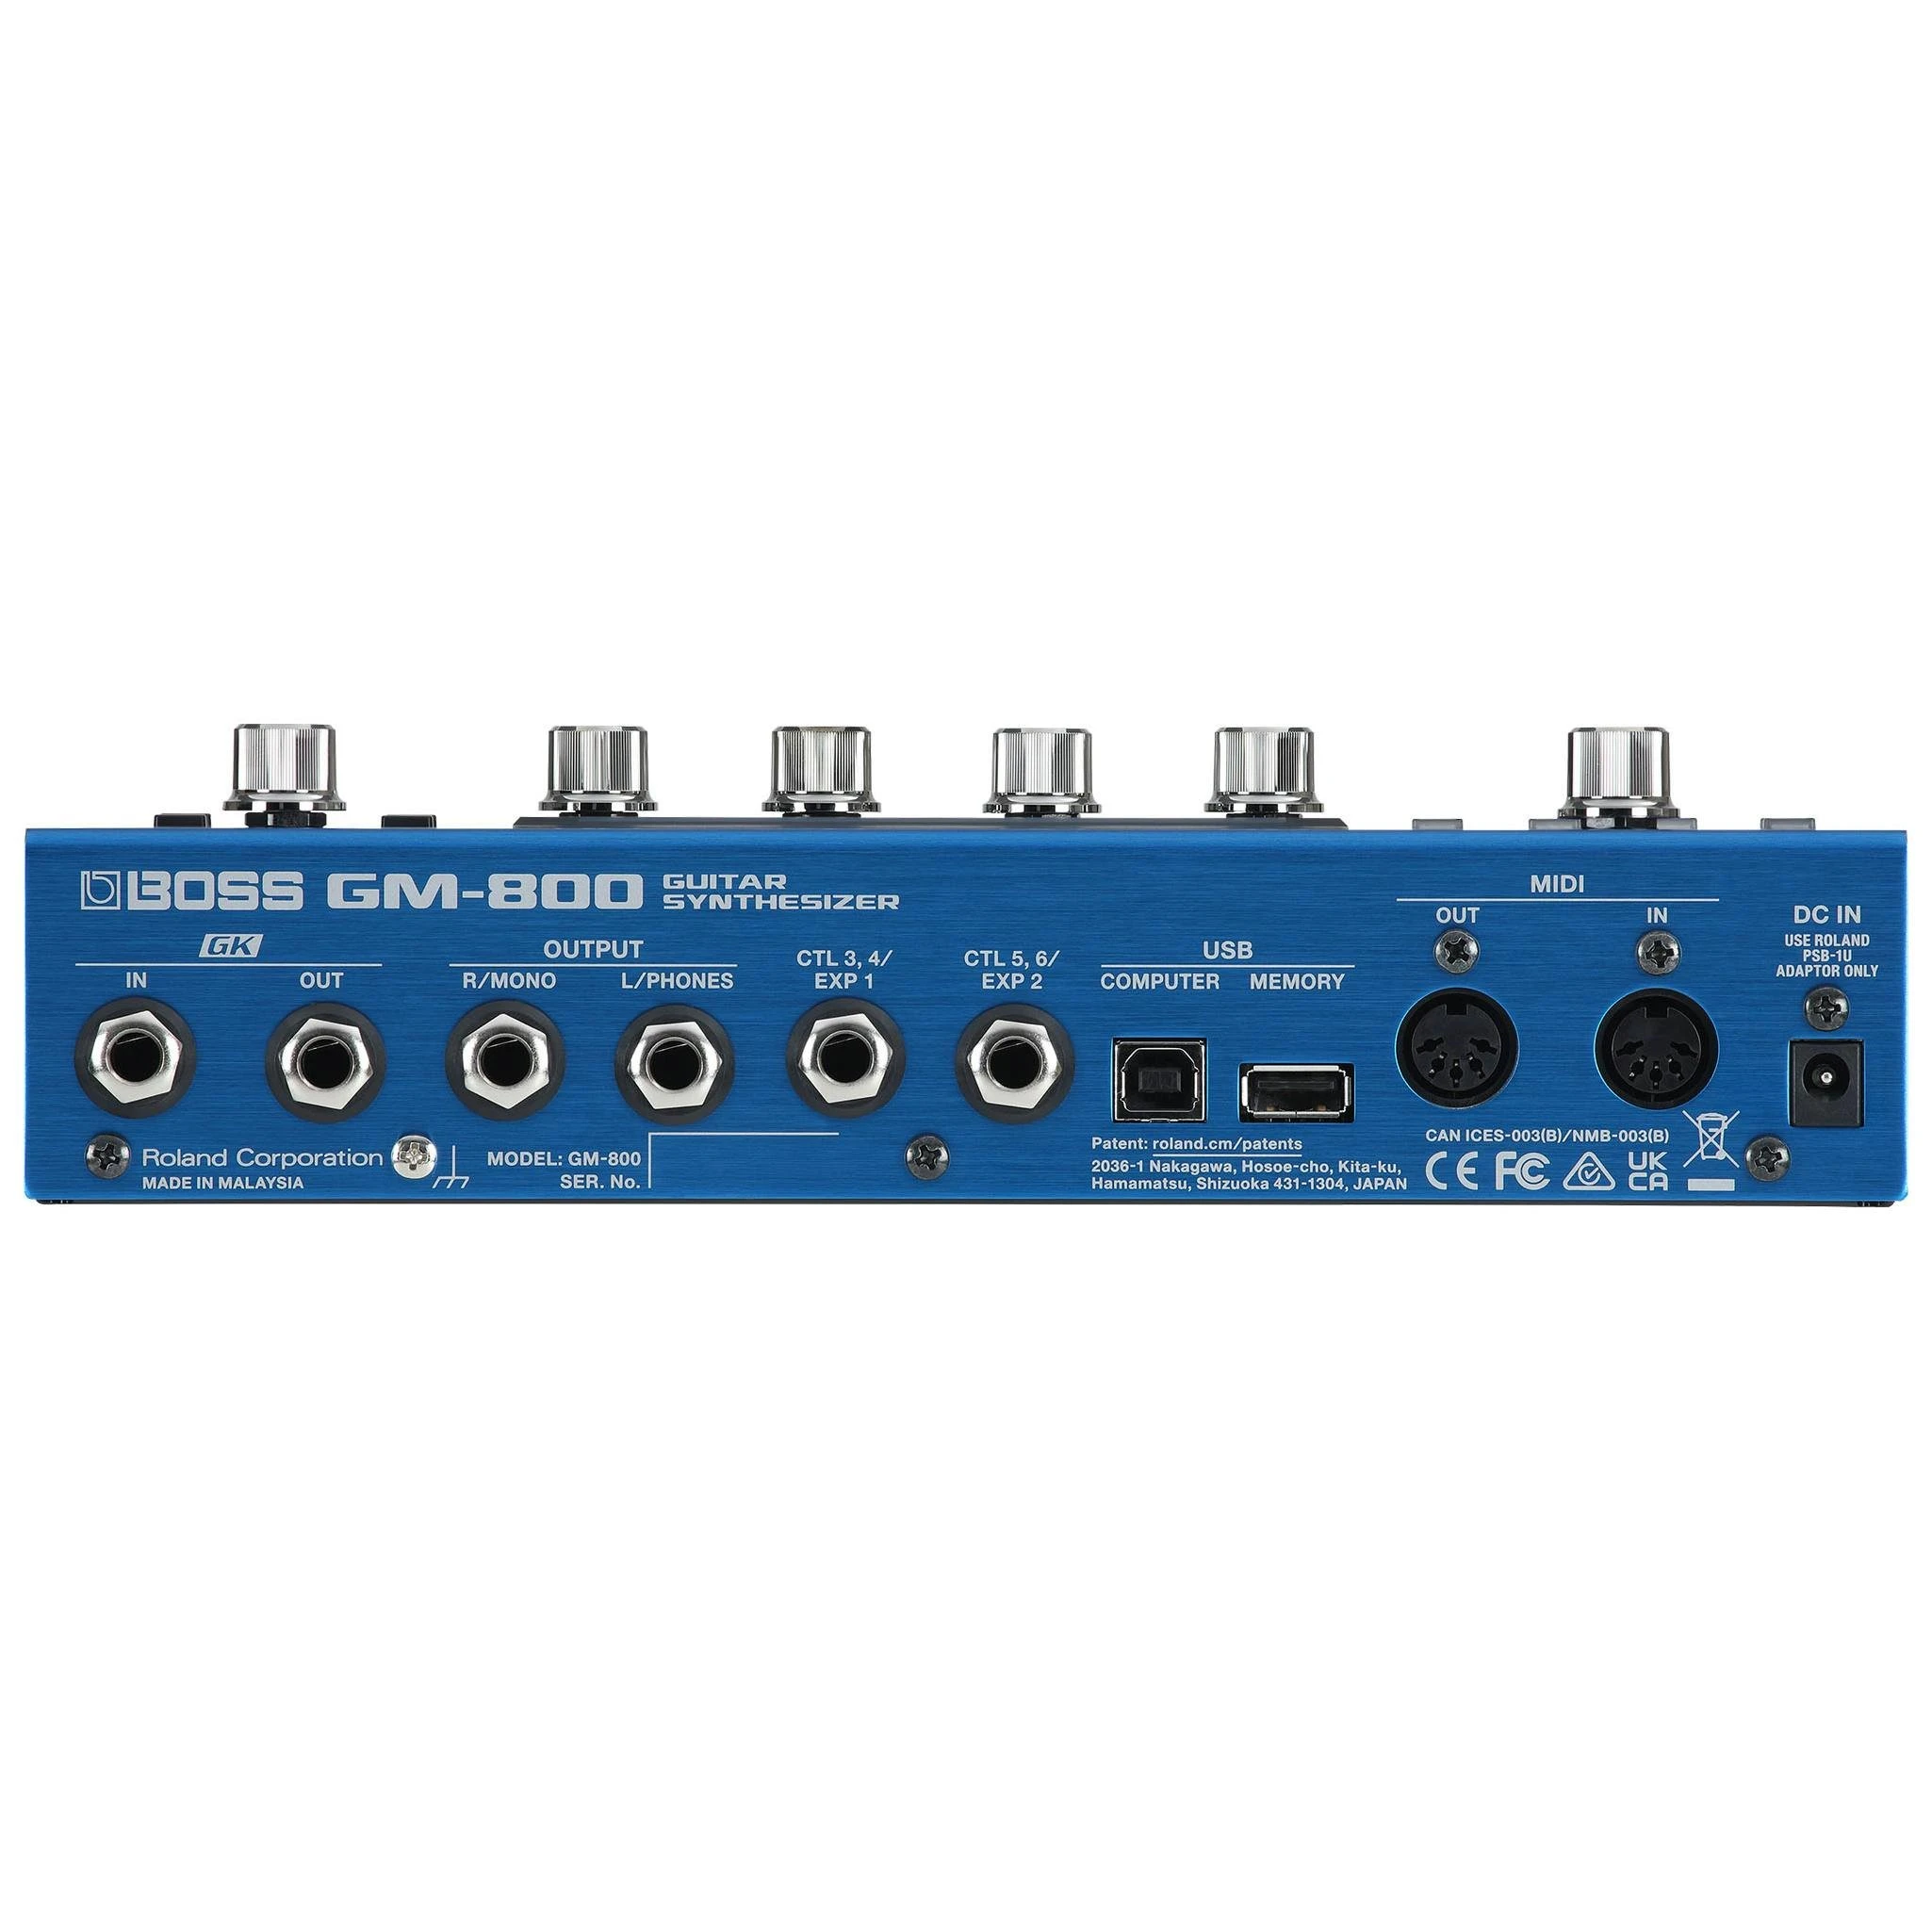 BOSS GM-800 GUITAR SYNTHESIZER
GK
IN OUT
OUTPUT
R/MONO L/PHONES
CTL 3, 4/
EXP 1
CTL 5, 6/
EXP 2
USB
COMPUTER MEMORY
MIDI
OUT IN
DC IN
USE ROLAND
PSB-1U
ADAPTOR ONLY
Roland Corporation
MADE IN MALAYSIA
MODEL: GM-800
SER. No.
Patent: roland.cm/patents
2036-1 Nakagawa, Hosoe-cho, Kita-ku,
Hamamatsu, Shizuoka 431-1304, JAPAN
CAN ICES-003(B)/NMB-003(B)
CE FC UK
CA